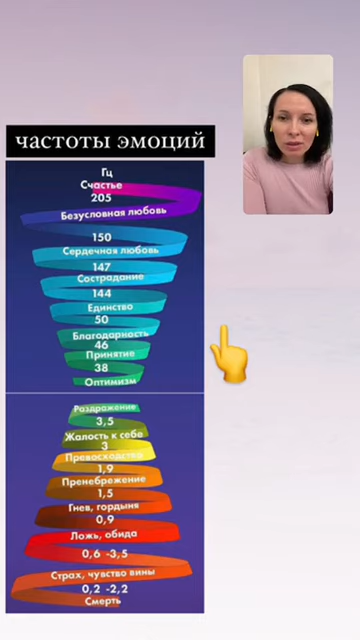 частоты эмоций
Гц
Счастье
205
Безусловная любовь
150
Сердечная любовь
147
Сострадание
144
Единство
50
Благодарность
46
Принятие
38
Оптимизм
Раздражение
3,5
Жалость к себе
3
Превосходство
1,9
Пренебрежение
1,5
Гнев, гордыня
0,9
Ложь, обида
0,6 -3,5
Страх, чувство вины
0,2 -2,2
Смерть